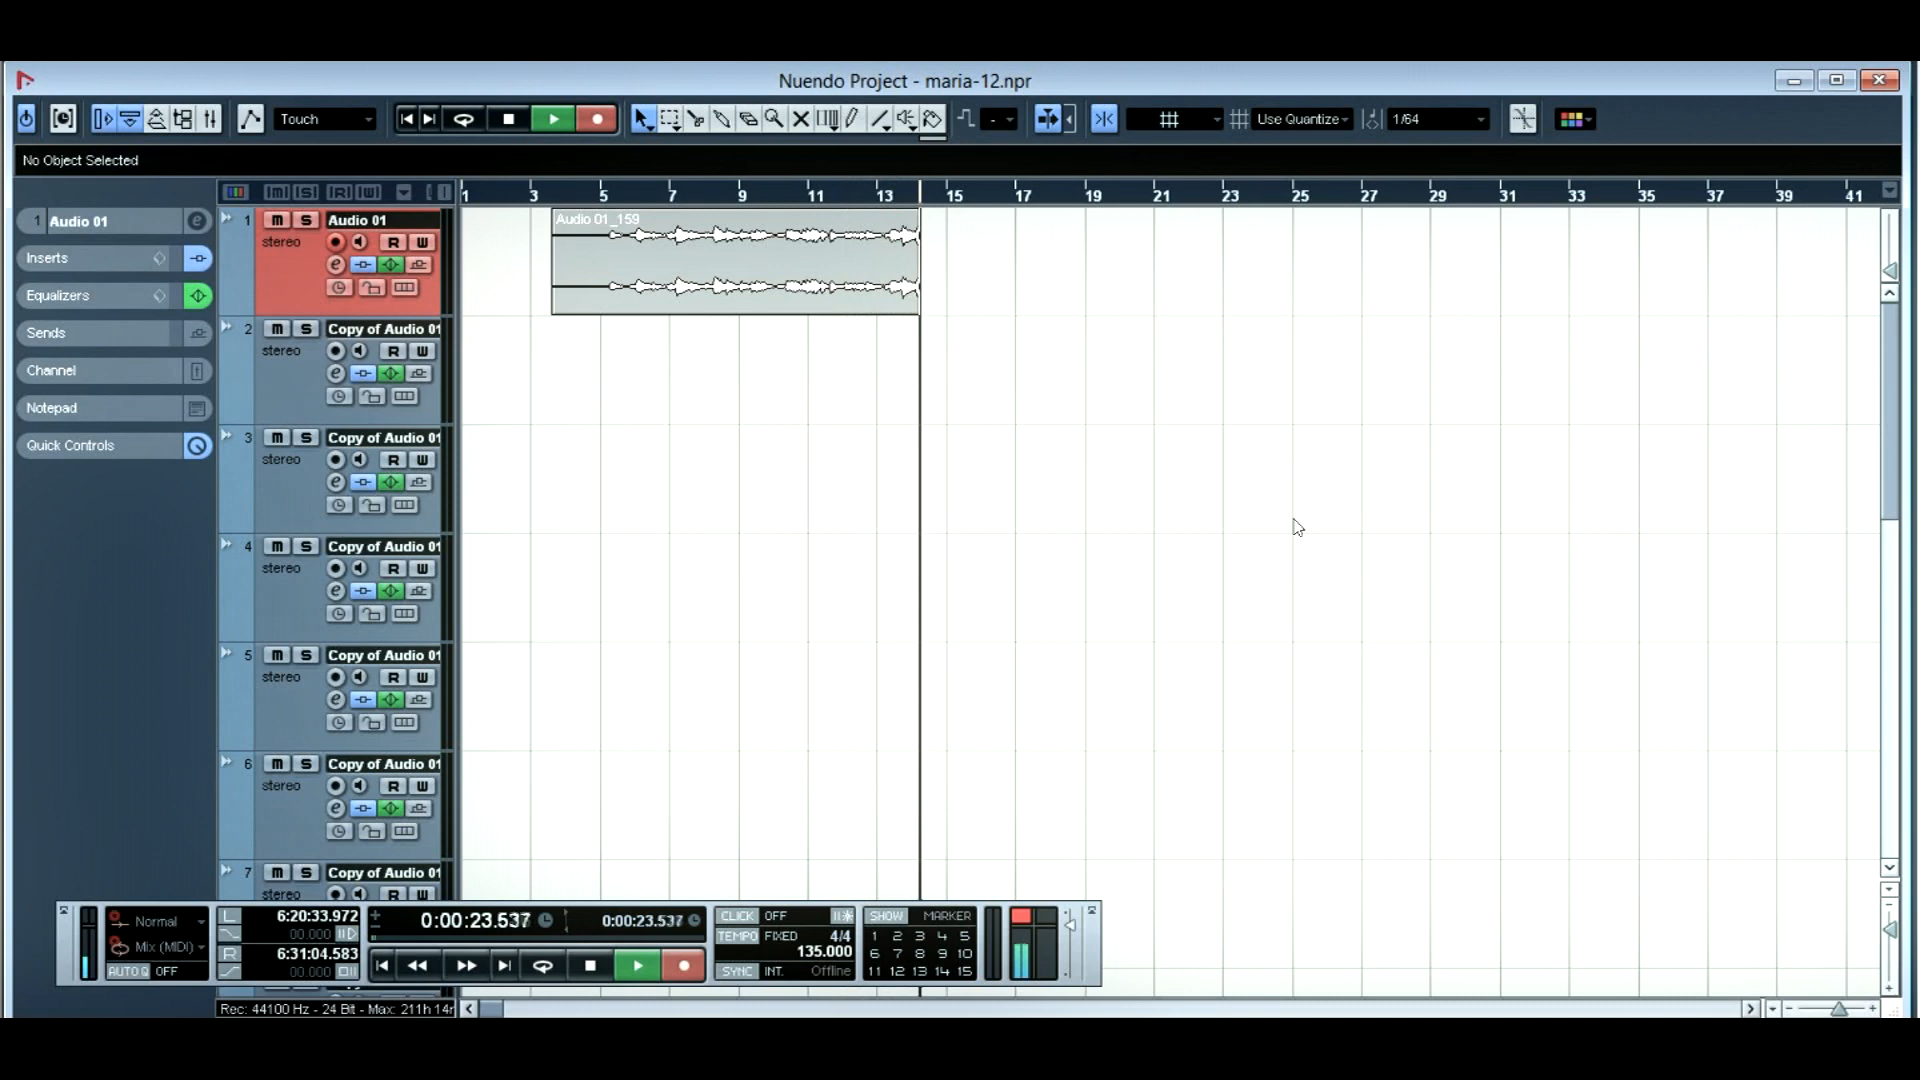 Nuendo Project - maria-12.npr
Touch
-
Use Quantize
1/64
No Object Selected
1 3 5 7 9 11 13 15 17 19 21 23 25 27 29 31 33 35 37 39 41
1 Audio 01 e
Inserts
Equalizers
Sends
Channel
Notepad
Quick Controls
1 m S Audio 01
stereo R W
e
Audio 01_159
2 m S Copy of Audio 01
stereo R W
e
3 m S Copy of Audio 01
stereo R W
e
4 m S Copy of Audio 01
stereo R W
e
5 m S Copy of Audio 01
stereo R W
e
6 m S Copy of Audio 01
stereo R W
e
7 m S Copy of Audio 01
stereo R W
Normal
Mix (MIDI)
AUTO Q OFF
L 6:20:33.972
00.000
R 6:31:04.583
00.000
0:00:23.537 0:00:23.537
CLICK OFF
TEMPO FIXED 4/4
135.000
SYNC INT. Offline
SHOW MARKER
1 2 3 4 5
6 7 8 9 10
11 12 13 14 15
Rec: 44100 Hz - 24 Bit - Max: 211h 14